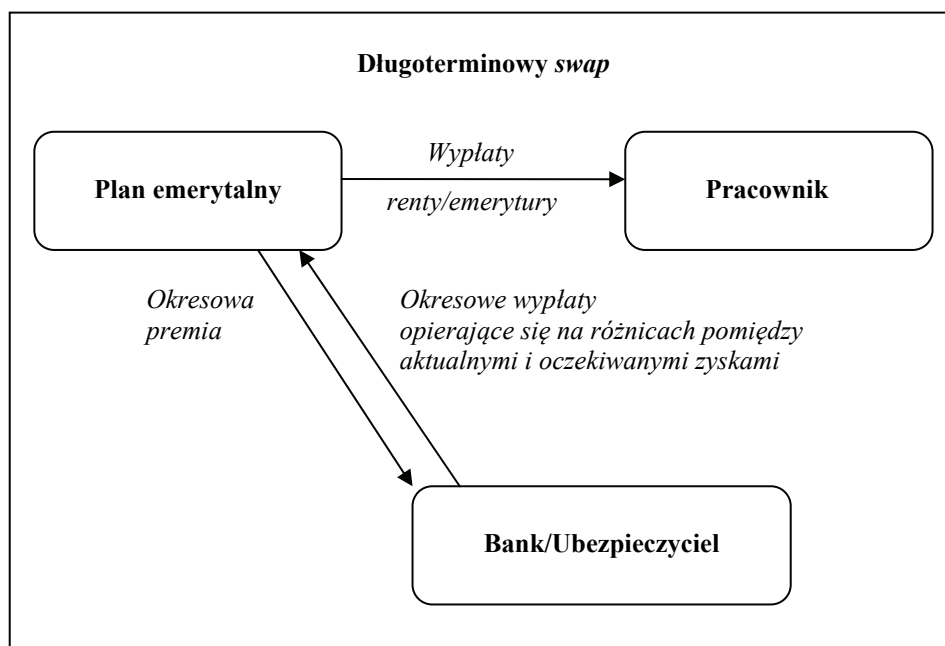 Długoterminowy swap
Wypłaty
Plan emerytalny
Pracownik
renty/emerytury
Okresowa
premia
Okresowe wypłaty
opierające się na różnicach pomiędzy
aktualnymi i oczekiwanymi zyskami
Bank/Ubezpieczyciel